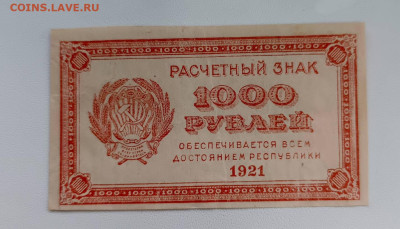 COINS.LAVE.RU
РАСЧЕТНЫЙ ЗНАК
1000
РУБЛЕЙ
ОБЕСПЕЧИВАЕТСЯ ВСЕМ
ДОСТОЯНИЕМ РЕСПУБЛИКИ
1921